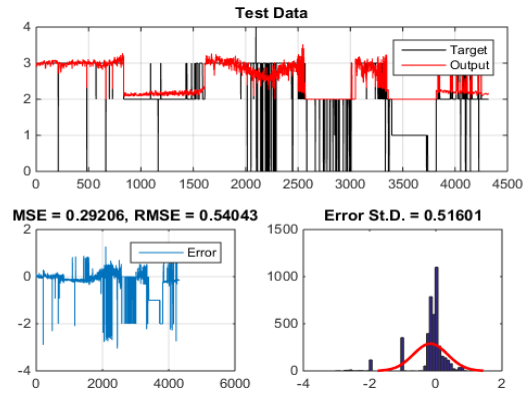 Test Data
4
3
2
1
0
Target
Output
0 500 1000 1500 2000 2500 3000 3500 4000 4500
MSE = 0.29206, RMSE = 0.54043
2
0
-2
-4
Error
0 2000 4000 6000
Error St.D. = 0.51601
1500
1000
500
0
-4 -2 0 2